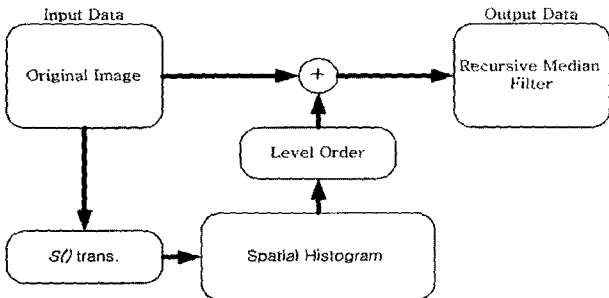 Input Data
Output Data
Original Image
+
Recursive Median
Filter
Level Order
S() trans.
Spatial Histogram